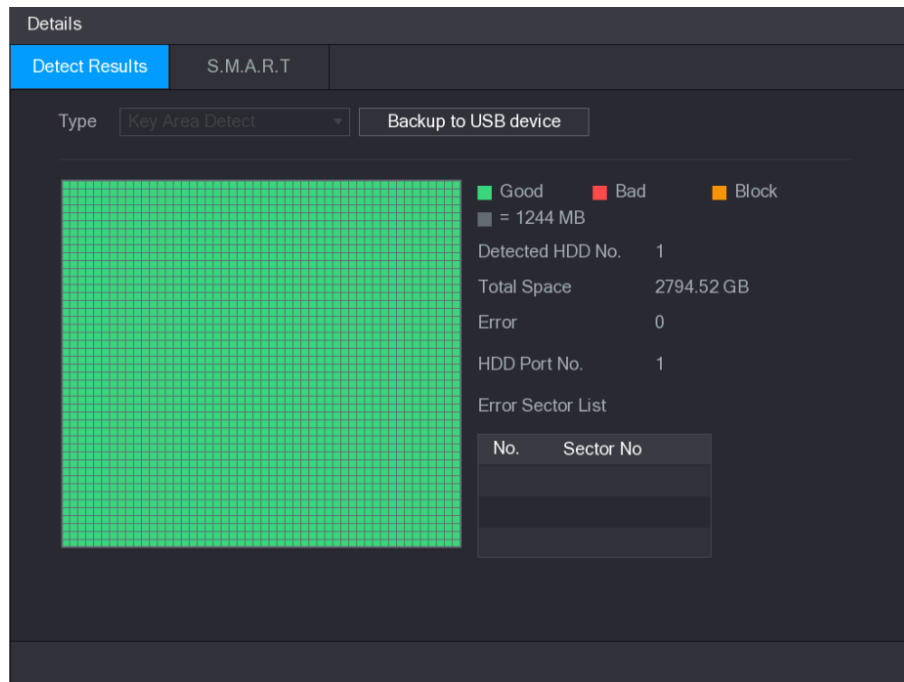 Details
Detect Results S.M.A.R.T
Type Key Area Detect Backup to USB device
Good Bad Block
= 1244 MB
Detected HDD No. 1
Total Space 2794.52 GB
Error 0
HDD Port No. 1
Error Sector List
No. Sector No